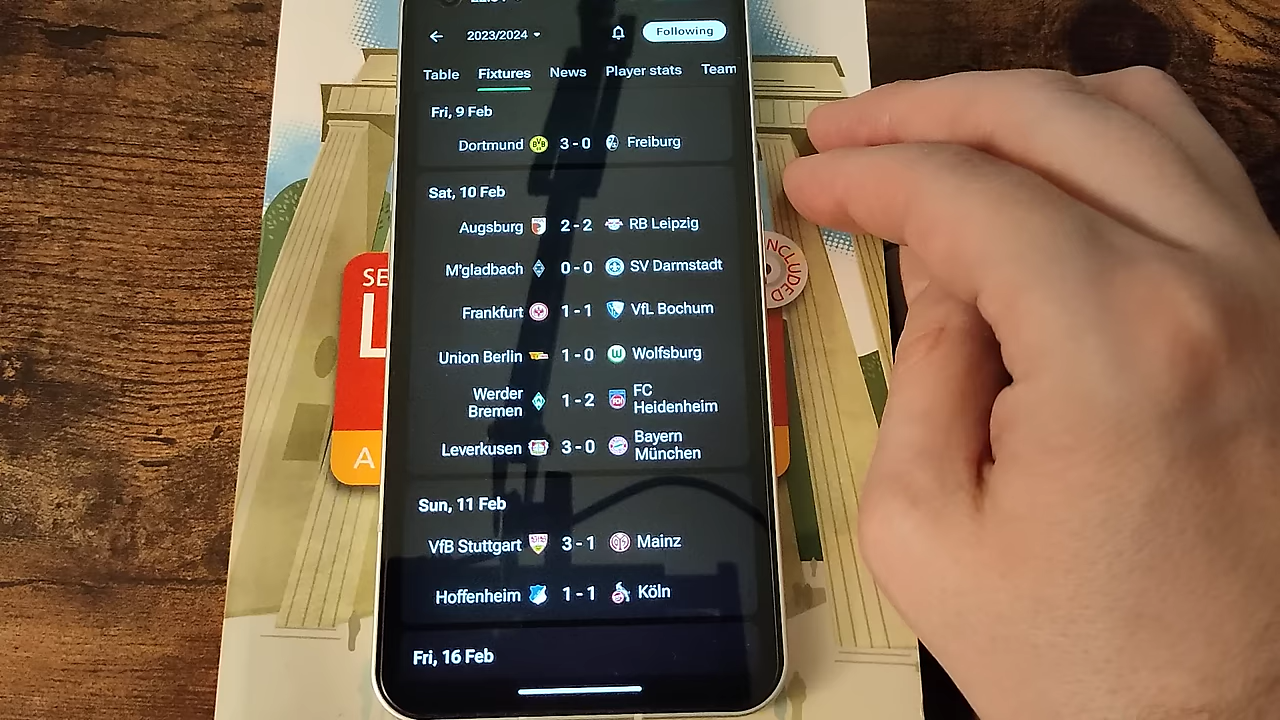 2023/2024
Following
Table Fixtures News Player stats Team
Fri, 9 Feb
Dortmund BVB 3 - 0 Freiburg
Sat, 10 Feb
Augsburg 2 - 2 RB Leipzig
M'gladbach 0 - 0 SV Darmstadt
Frankfurt 1 - 1 VfL Bochum
Union Berlin 1 - 0 Wolfsburg
Werder Bremen 1 - 2 FC Heidenheim
Leverkusen 3 - 0 Bayern München
Sun, 11 Feb
VfB Stuttgart 3 - 1 Mainz
Hoffenheim 1 - 1 Köln
Fri, 16 Feb
SE
L
A
INCLUDED